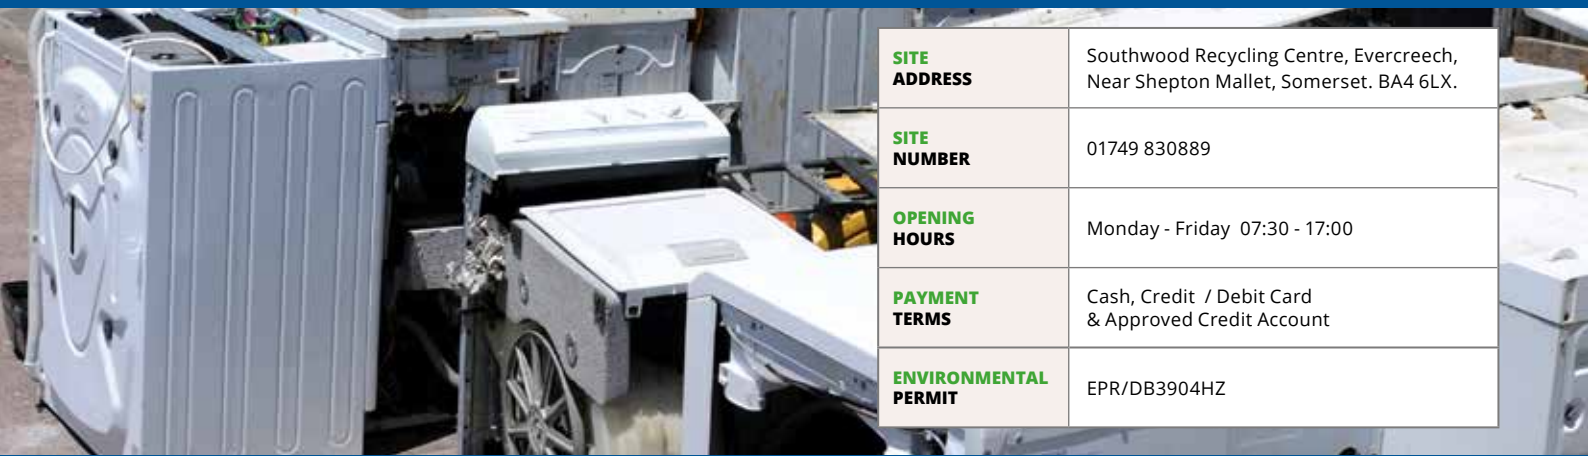 SITE
ADDRESS
Southwood Recycling Centre, Evercreech,
Near Shepton Mallet, Somerset. BA4 6LX.
SITE
NUMBER
01749 830889
OPENING
HOURS
Monday - Friday 07:30 - 17:00
PAYMENT
TERMS
Cash, Credit / Debit Card
& Approved Credit Account
ENVIRONMENTAL
PERMIT
EPR/DB3904HZ